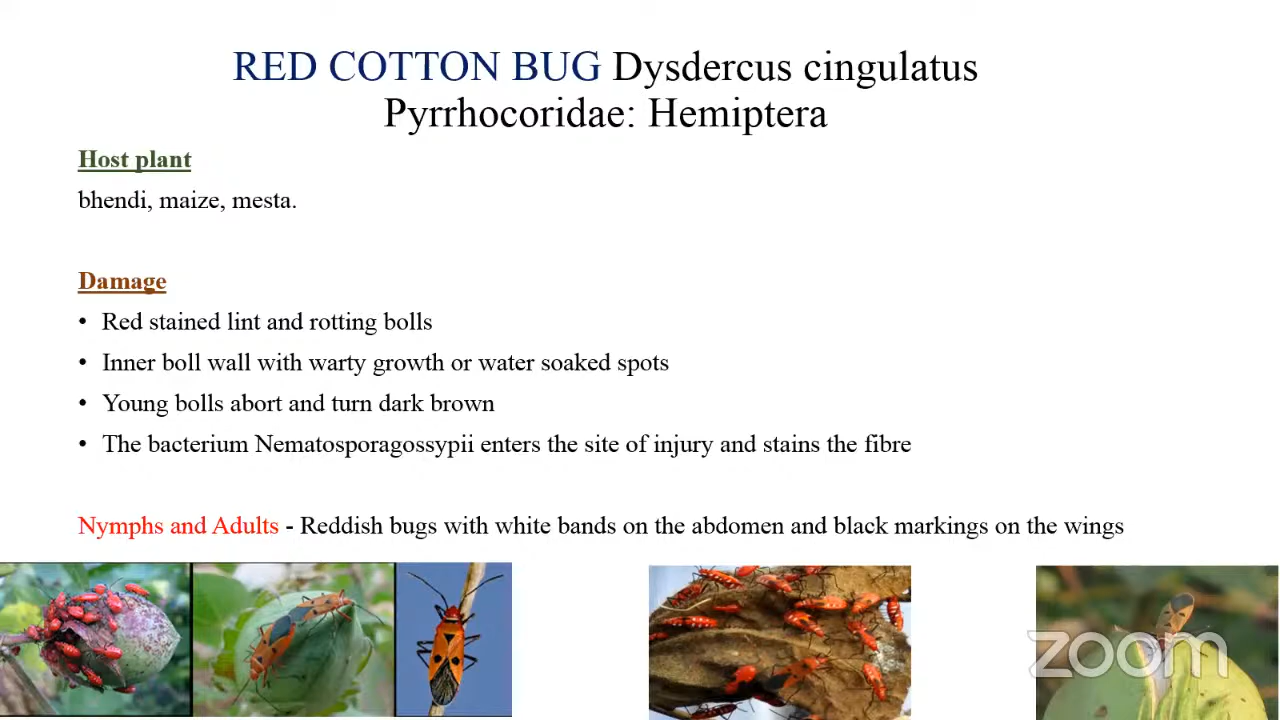 RED COTTON BUG Dysdercus cingulatus
Pyrrhocoridae: Hemiptera
Host plant
bhendi, maize, mesta.
Damage
• Red stained lint and rotting bolls
• Inner boll wall with warty growth or water soaked spots
• Young bolls abort and turn dark brown
• The bacterium Nematosporagossypii enters the site of injury and stains the fibre
Nymphs and Adults - Reddish bugs with white bands on the abdomen and black markings on the wings
zoom